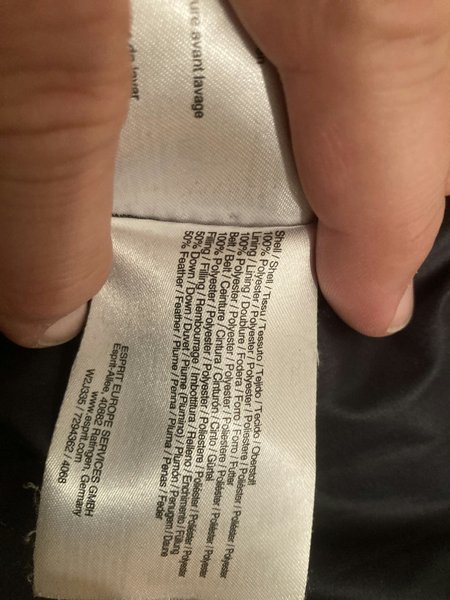 ure avant lavage
de laver
Shell / Shell / Tissu / Tessuto / Tejido / Tecido / Oberstoff
100% Polyester / Polyester / Polyester / Poliestere / Poliéster / Poliéster / Polyester
Lining / Lining / Doublure / Fodera / Forro / Forro / Futter
100% Polyester / Polyester / Polyester / Poliestere / Poliéster / Poliéster / Polyester
Belt / Belt / Ceinture / Cintura / Cinturón / Cinto / Gürtel
100% Polyester / Polyester / Polyester / Poliestere / Poliéster / Poliéster / Polyester
Filling / Filling / Rembourrage / Imbottitura / Relleno / Enchimento / Füllung
50% Down / Down / Duvet / Piume (Piumino) / Plumón / Penugem / Daune
50% Feather / Feather / Plume / Penna / Pluma / Penas / Feder
ESPRIT EUROPE SERVICES GMBH
Esprit-Allee, 40882 Ratingen, Germany
www.esprit.com
4068